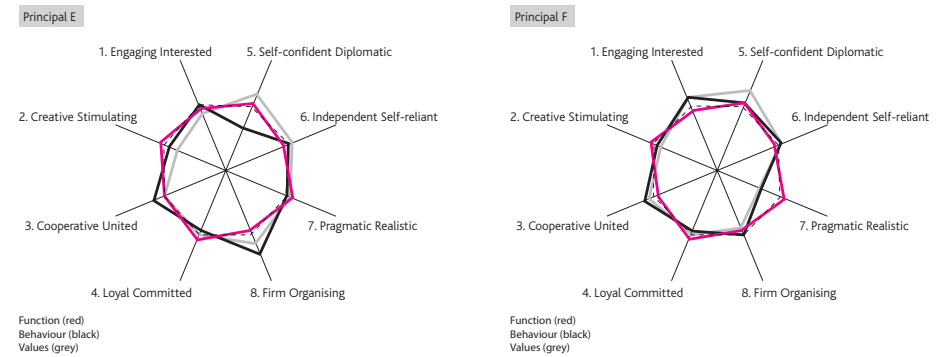 Principal E
1. Engaging Interested
5. Self-confident Diplomatic
2. Creative Stimulating
6. Independent Self-reliant
3. Cooperative United
7. Pragmatic Realistic
4. Loyal Committed
8. Firm Organising
Function (red)
Behaviour (black)
Values (grey)
Principal F
1. Engaging Interested
5. Self-confident Diplomatic
2. Creative Stimulating
6. Independent Self-reliant
3. Cooperative United
7. Pragmatic Realistic
4. Loyal Committed
8. Firm Organising
Function (red)
Behaviour (black)
Values (grey)